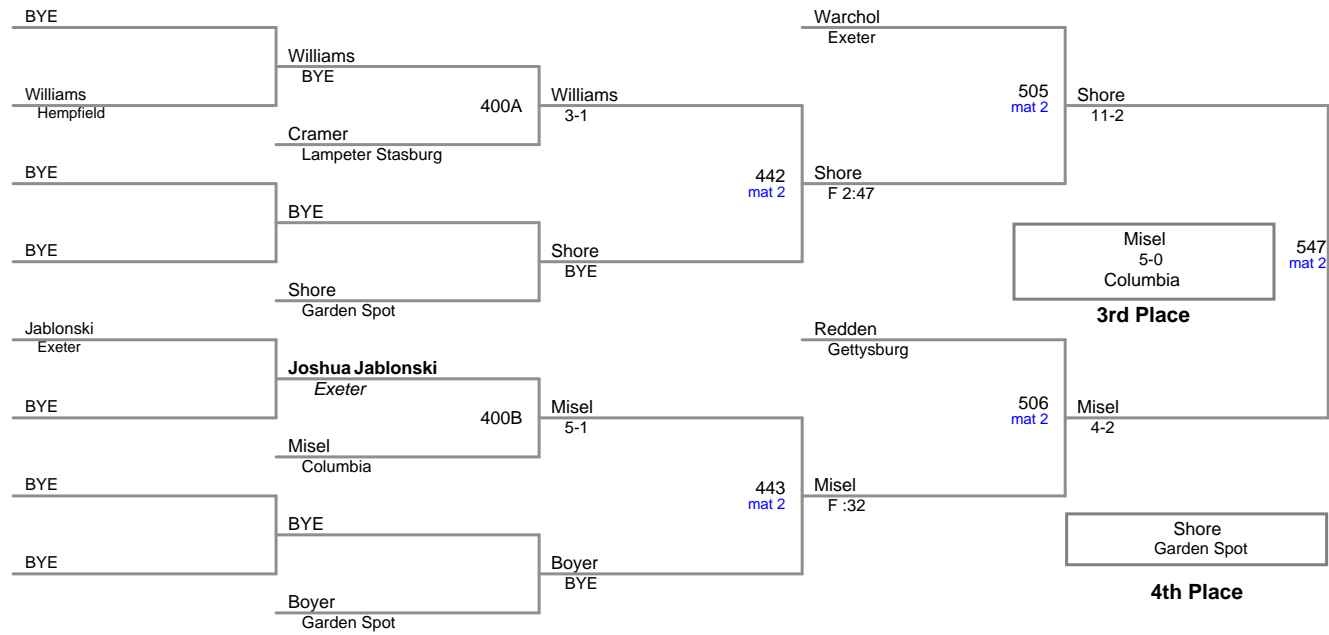 BYE
Williams
Hempfield
BYE
BYE
Jablonski
Exeter
BYE
BYE
BYE
Williams
BYE
400A
Cramer
Lampeter Stasburg
BYE
Shore
Garden Spot
Joshua Jablonski
Exeter
400B
Misel
Columbia
BYE
Boyer
Garden Spot
Williams
3-1
442
mat 2
Shore
BYE
Misel
5-1
443
mat 2
Boyer
BYE
Warchol
Exeter
505
mat 2
Shore
F 2:47
Redden
Gettysburg
506
mat 2
Misel
F :32
Shore
11-2
Misel
5-0
Columbia
547
mat 2
3rd Place
Misel
4-2
Shore
Garden Spot
4th Place